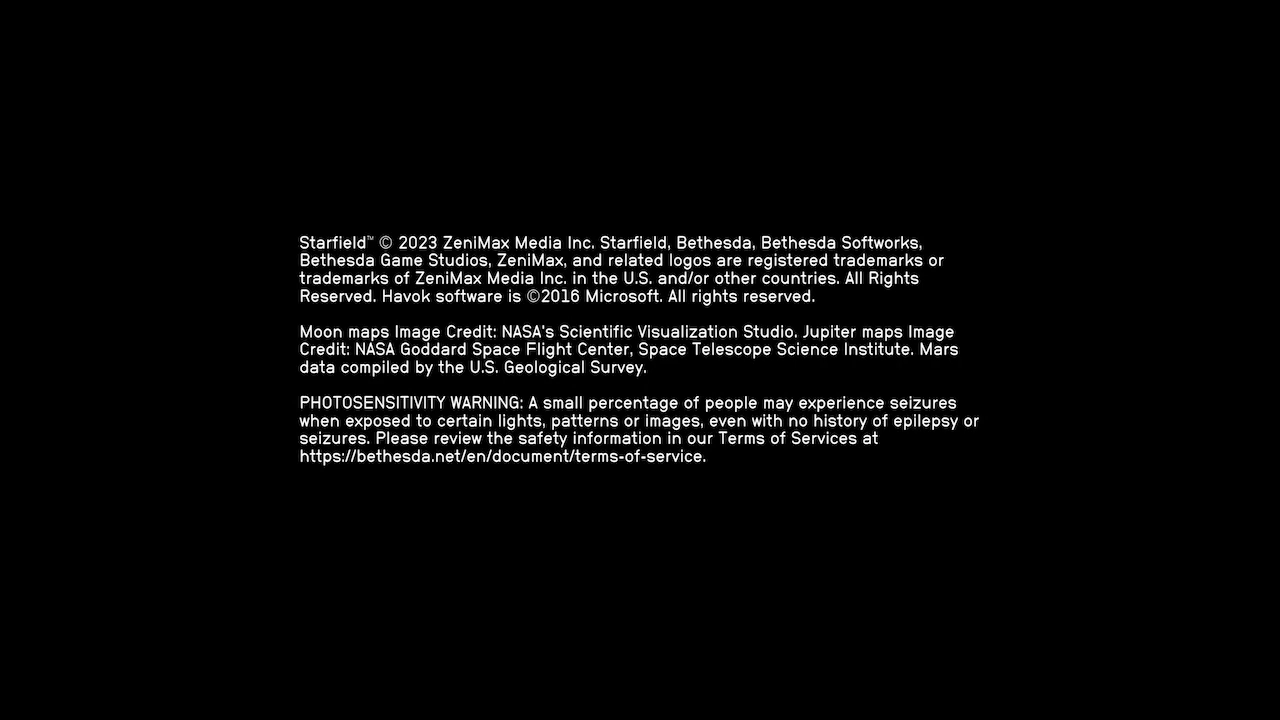 Starfield™ © 2023 ZeniMax Media Inc. Starfield, Bethesda, Bethesda Softworks,
Bethesda Game Studios, ZeniMax, and related logos are registered trademarks or
trademarks of ZeniMax Media Inc. in the U.S. and/or other countries. All Rights
Reserved. Havok software is ©2016 Microsoft. All rights reserved.
Moon maps Image Credit: NASA's Scientific Visualization Studio. Jupiter maps Image
Credit: NASA Goddard Space Flight Center, Space Telescope Science Institute. Mars
data compiled by the U.S. Geological Survey.
PHOTOSENSITIVITY WARNING: A small percentage of people may experience seizures
when exposed to certain lights, patterns or images, even with no history of epilepsy or
seizures. Please review the safety information in our Terms of Services at
https://bethesda.net/en/document/terms-of-service.